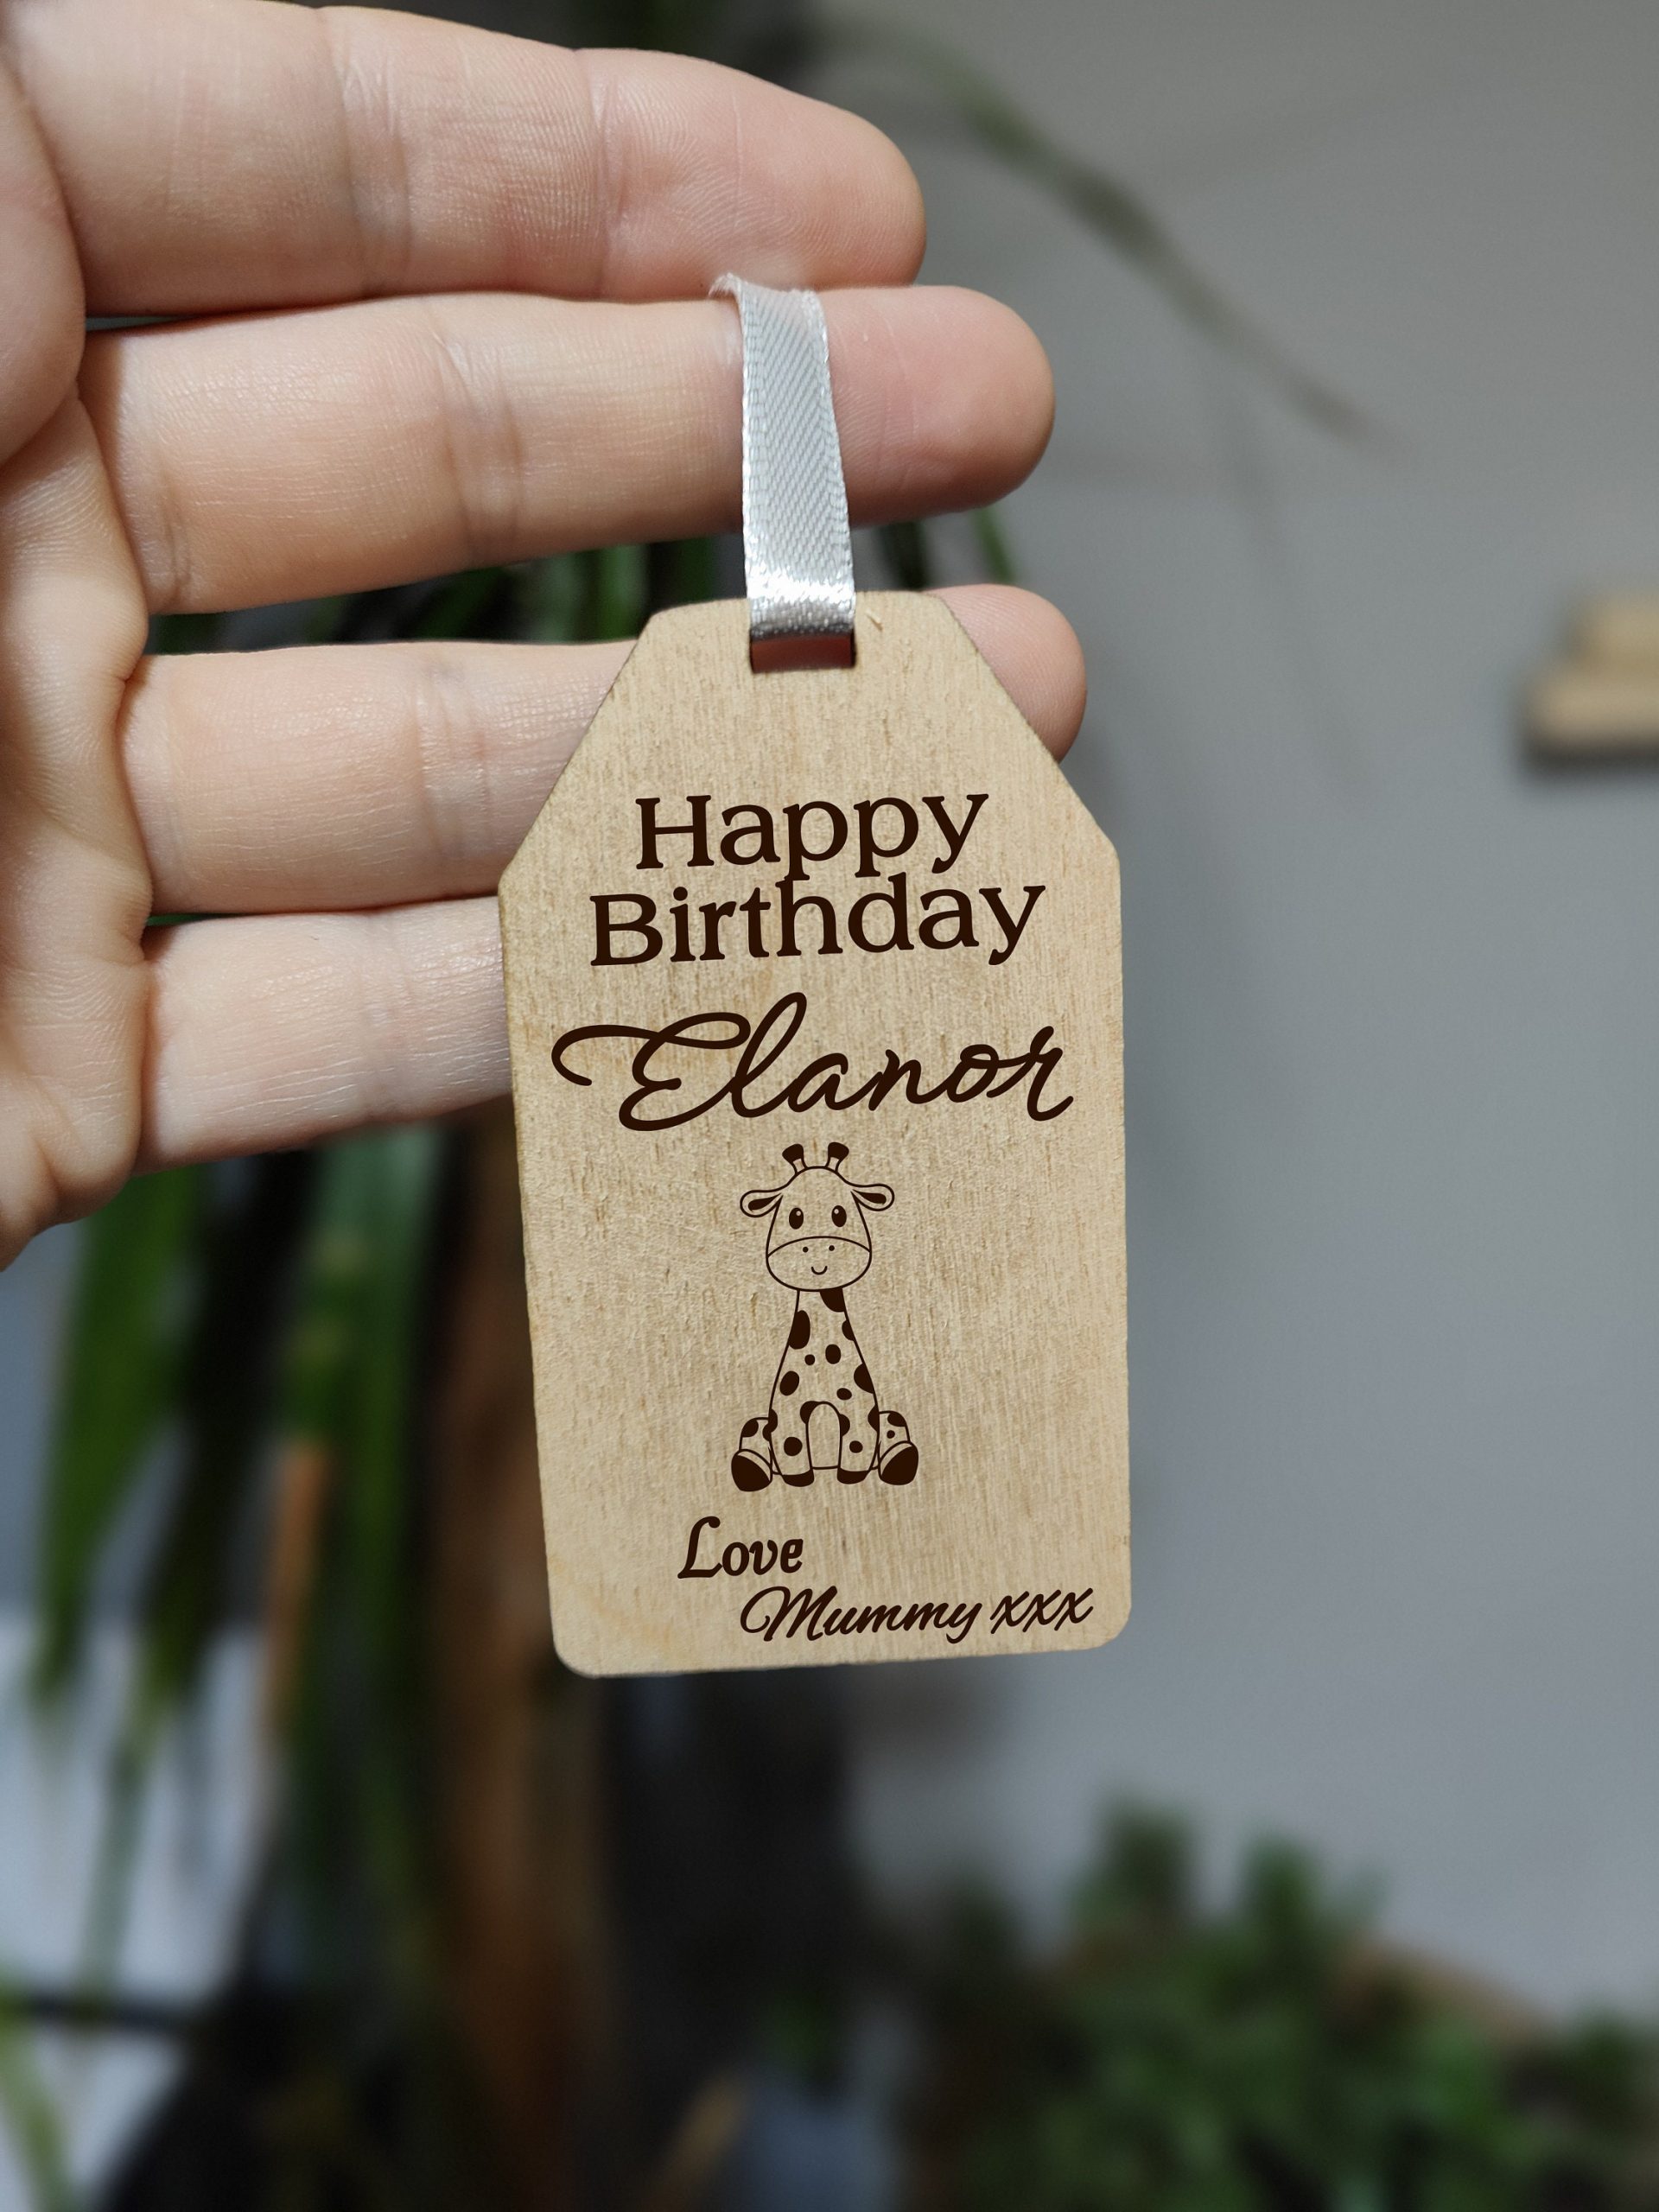 Happy
Birthday
Elanor
Love
Mummy xxx